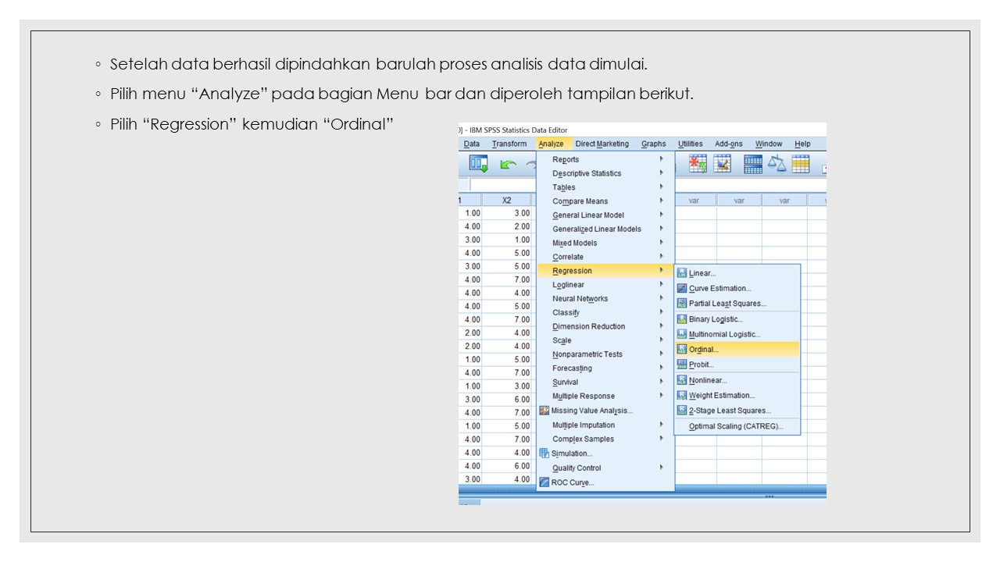 ◦ Setelah data berhasil dipindahkan barulah proses analisis data dimulai.
◦ Pilih menu “Analyze” pada bagian Menu bar dan diperoleh tampilan berikut.
◦ Pilih “Regression” kemudian “Ordinal”
0] - IBM SPSS Statistics Data Editor
Data Transform Analyze Direct Marketing Graphs Utilities Add-ons Window Help
Reports
Descriptive Statistics
Tables
Compare Means
General Linear Model
Generalized Linear Models
Mixed Models
Correlate
Regression
Loglinear
Neural Networks
Classify
Dimension Reduction
Scale
Nonparametric Tests
Forecasting
Survival
Multiple Response
Missing Value Analysis...
Multiple Imputation
Complex Samples
Simulation...
Quality Control
ROC Curve...
Linear...
Curve Estimation...
Partial Least Squares...
Binary Logistic...
Multinomial Logistic...
Ordinal...
Probit...
Nonlinear...
Weight Estimation...
2-Stage Least Squares...
Optimal Scaling (CATREG)...
1 X2 var var var
1.00 3.00
4.00 2.00
3.00 1.00
4.00 5.00
3.00 5.00
4.00 7.00
4.00 4.00
4.00 5.00
4.00 7.00
2.00 4.00
2.00 4.00
1.00 5.00
4.00 7.00
1.00 3.00
3.00 6.00
4.00 7.00
1.00 5.00
4.00 7.00
4.00 4.00
4.00 6.00
3.00 4.00